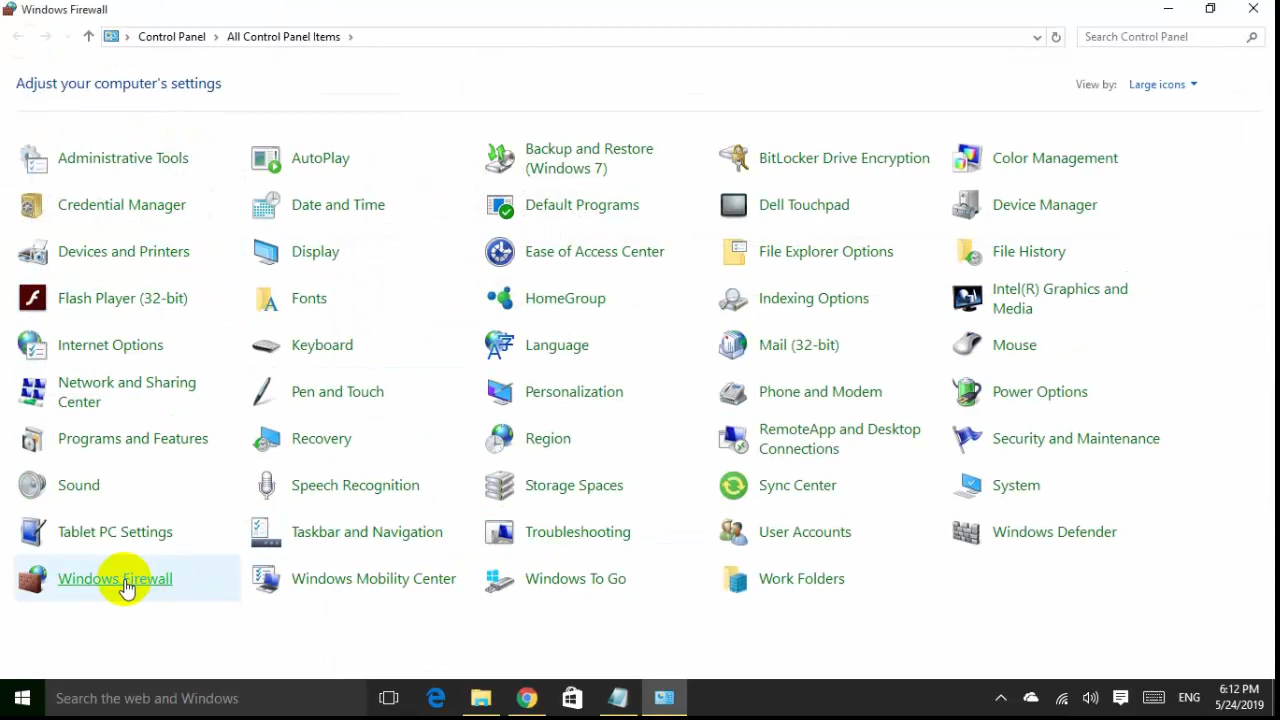 Windows Firewall
Control Panel
All Control Panel Items
Search Control Panel
Adjust your computer's settings
View by:
Large icons
Administrative Tools
AutoPlay
Backup and Restore
(Windows 7)
BitLocker Drive Encryption
Color Management
Credential Manager
Date and Time
Default Programs
Dell Touchpad
Device Manager
Devices and Printers
Display
Ease of Access Center
File Explorer Options
File History
Flash Player (32-bit)
Fonts
HomeGroup
Indexing Options
Intel(R) Graphics and
Media
Internet Options
Keyboard
Language
Mail (32-bit)
Mouse
Network and Sharing
Center
Pen and Touch
Personalization
Phone and Modem
Power Options
Programs and Features
Recovery
Region
RemoteApp and Desktop
Connections
Security and Maintenance
Sound
Speech Recognition
Storage Spaces
Sync Center
System
Tablet PC Settings
Taskbar and Navigation
Troubleshooting
User Accounts
Windows Defender
Windows Firewall
Windows Mobility Center
Windows To Go
Work Folders
Search the web and Windows
ENG
6:12 PM
5/24/2019